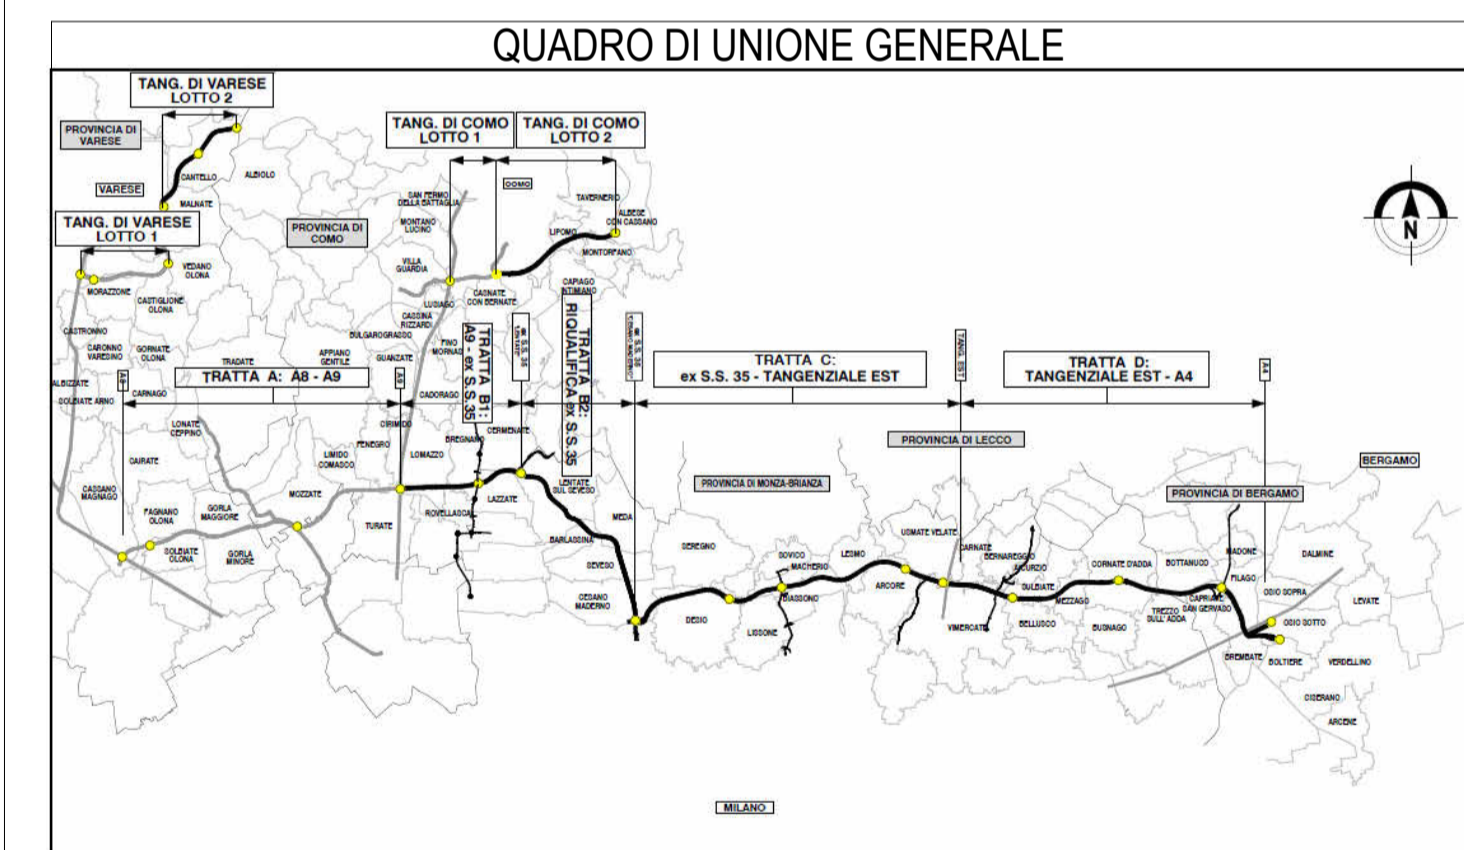 QUADRO DI UNIONE GENERALE
TANG. DI VARESE
LOTTO 2
PROVINCIA DI
VARESE
TANG. DI COMO
LOTTO 1
TANG. DI COMO
LOTTO 2
VARESE
CANTELLO
ALBIOLO
MALNATE
COMO
SAN FERMO
DELLA BATTAGLIA
TAVERNERIO
ALBESE
CON CASSANO
TANG. DI VARESE
LOTTO 1
PROVINCIA DI
COMO
MONTANO
LUCINO
LIPOMO
MONTORFANO
N
VEDANO
OLONA
VILLA
GUARDIA
MORAZZONE
CASTIGLIONE
OLONA
CASNATE
CON BERNATE
CAPIAGO
INTIMIANO
CASSINA
RIZZARDI
CASTRONNO
BULGAROGRASSO
FINO
CARONNO
VARESINO
GORNATE
OLONA
TRADATE
APPIANO
GENTILE
GUANZATE
TRATTA B1:
A9 - ex S.S.35
ex S.S. 35
TRATTA B2:
RIQUALIFICA ex S.S.35
ex S.S. 35
TRATTA C:
ex S.S. 35 - TANGENZIALE EST
TANG. EST
TRATTA D:
TANGENZIALE EST - A4
A4
ALBIZZATE
SOLBIATE ARNO
CARNAGO
A8
TRATTA A: A8 - A9
A9
CADORAGO
LONATE
CEPPINO
CIRIMIDO
FENEGRO
BREGNANO
CERMENATE
PROVINCIA DI LECCO
CAIRATE
LIMIDO
COMASCO
LOMAZZO
BERGAMO
CASSANO
MAGNAGO
MOZZATE
LAZZATE
LENTATE
SUL SEVESO
PROVINCIA DI MONZA-BRIANZA
PROVINCIA DI BERGAMO
FAGNANO
OLONA
GORLA
MAGGIORE
TURATE
ROVELLASCA
MEDA
SOLBIATE
OLONA
GORLA
MINORE
BARLASSINA
SEREGNO
SOVICO
MACHERIO
LESMO
USMATE VELATE
CARNATE
BERNAREGGIO
CORNATE D'ADDA
BOTTANUCO
MADONE
DALMINE
SEVESO
AICURZIO
FILAGO
CESANO
MADERNO
BIASSONO
ARCORE
SULBIATE
MEZZAGO
CAPRIATE
SAN GERVASO
OSIO SOPRA
LEVATE
DESIO
LISSONE
VIMERCATE
BELLUSCO
BUSNAGO
TREZZO
SULL' ADDA
OSIO SOTTO
BREMBATE
BOLTIERE
VERDELLINO
CISERANO
ARCENE
MILANO